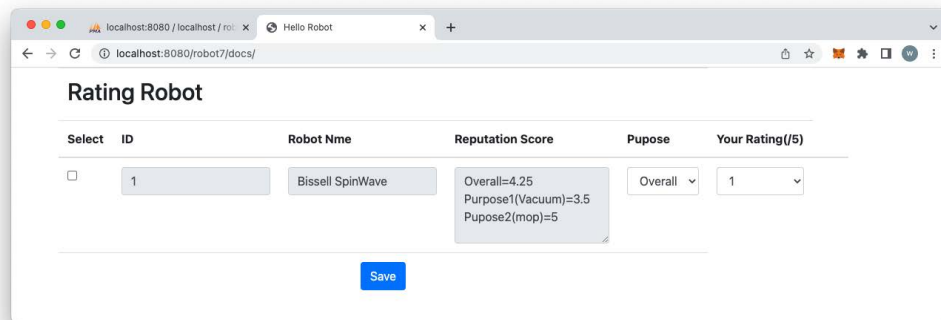 localhost:8080 / localhost / rob
Hello Robot
localhost:8080/robot7/docs/
W
Rating Robot
Select ID Robot Nme Reputation Score Pupose Your Rating(/5)
1 Bissell SpinWave Overall=4.25 Overall 1
Purpose1(Vacuum)=3.5
Pupose2(mop)=5
Save